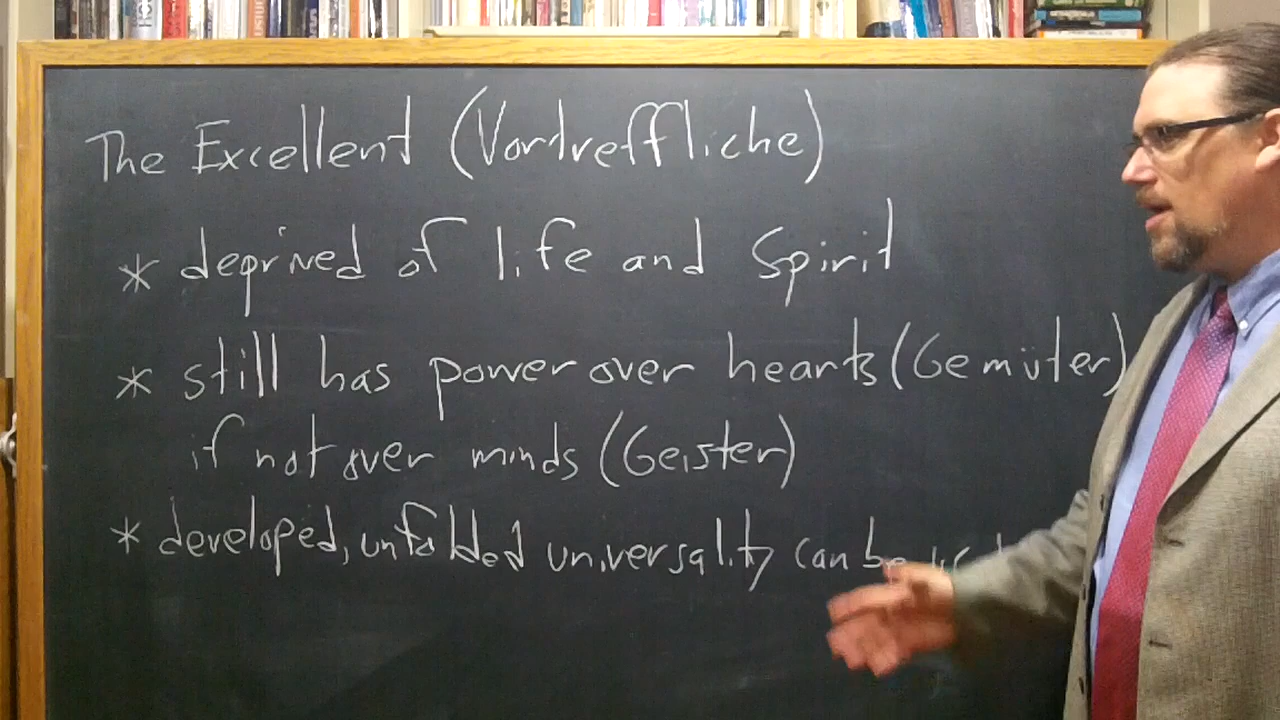 The Excellent (Vordreffliche)
* deprived of life and Spirit
* still has power over hearts (Gemüter)
if not over minds (Geister)
* developed, unfolded universality can be